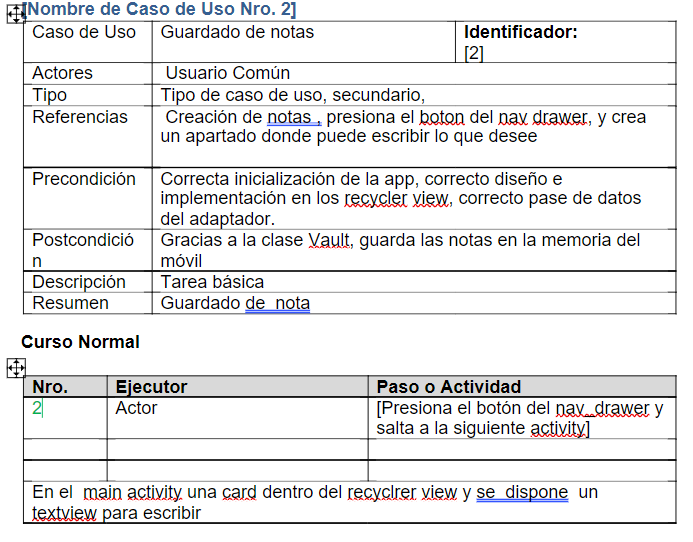 [Nombre de Caso de Uso Nro. 2]
Caso de Uso Guardado de notas Identificador:
[2]
Actores Usuario Común
Tipo Tipo de caso de uso, secundario,
Referencias Creación de notas , presiona el boton del nav drawer, y crea
un apartado donde puede escribir lo que desee
Precondición Correcta inicialización de la app, correcto diseño e
implementación en los recycler view, correcto pase de datos
del adaptador.
Postcondició Gracias a la clase Vault, guarda las notas en la memoria del
n móvil
Descripción Tarea básica
Resumen Guardado de nota
Curso Normal
Nro. Ejecutor Paso o Actividad
2 Actor [Presiona el botón del nav drawer y
salta a la siguiente activity]
En el main activity una card dentro del recyclrer view y se dispone un
textview para escribir